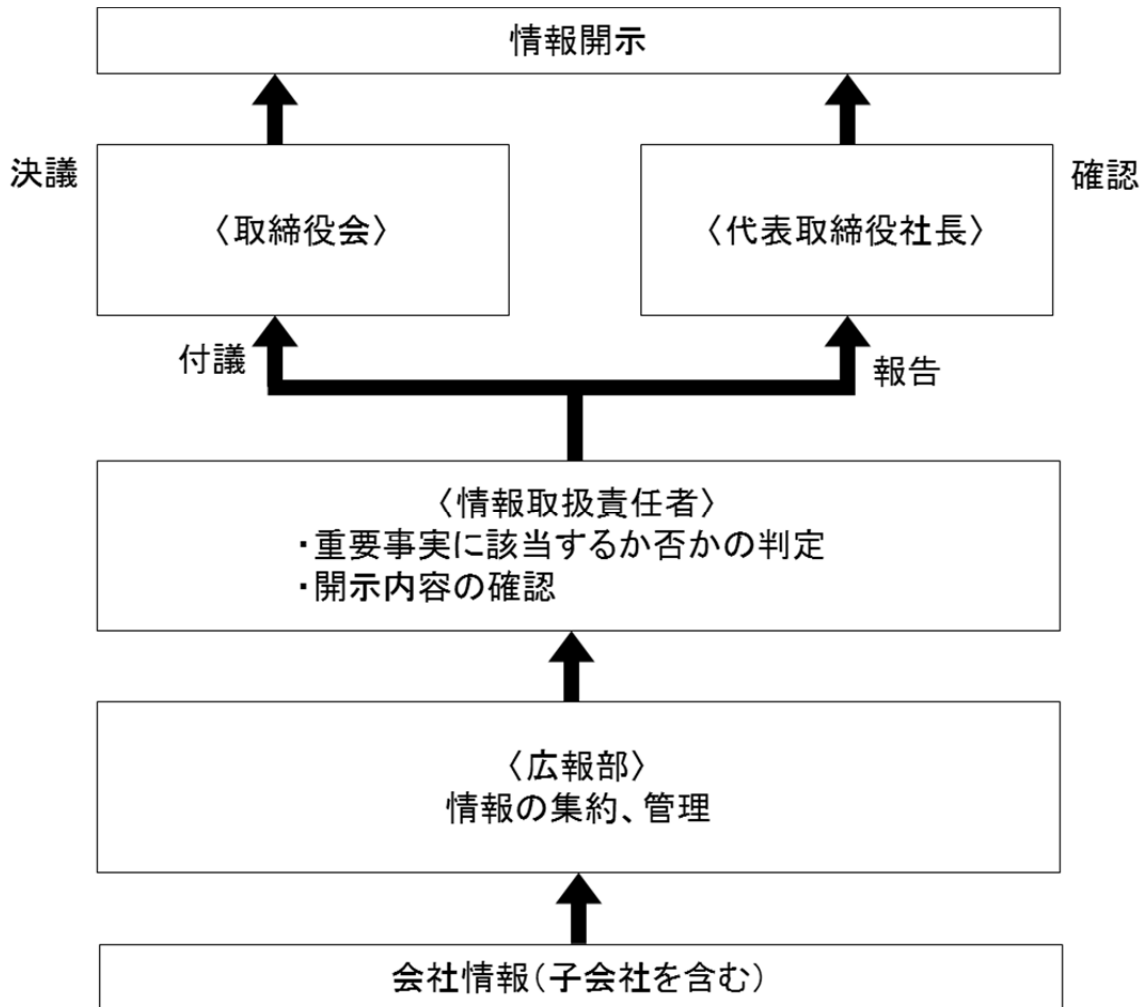 情報開示
決議
〈取締役会〉
〈代表取締役社長〉
確認
付議
報告
〈情報取扱責任者〉
・重要事実に該当するか否かの判定
・開示内容の確認
〈広報部〉
情報の集約、管理
会社情報(子会社を含む)